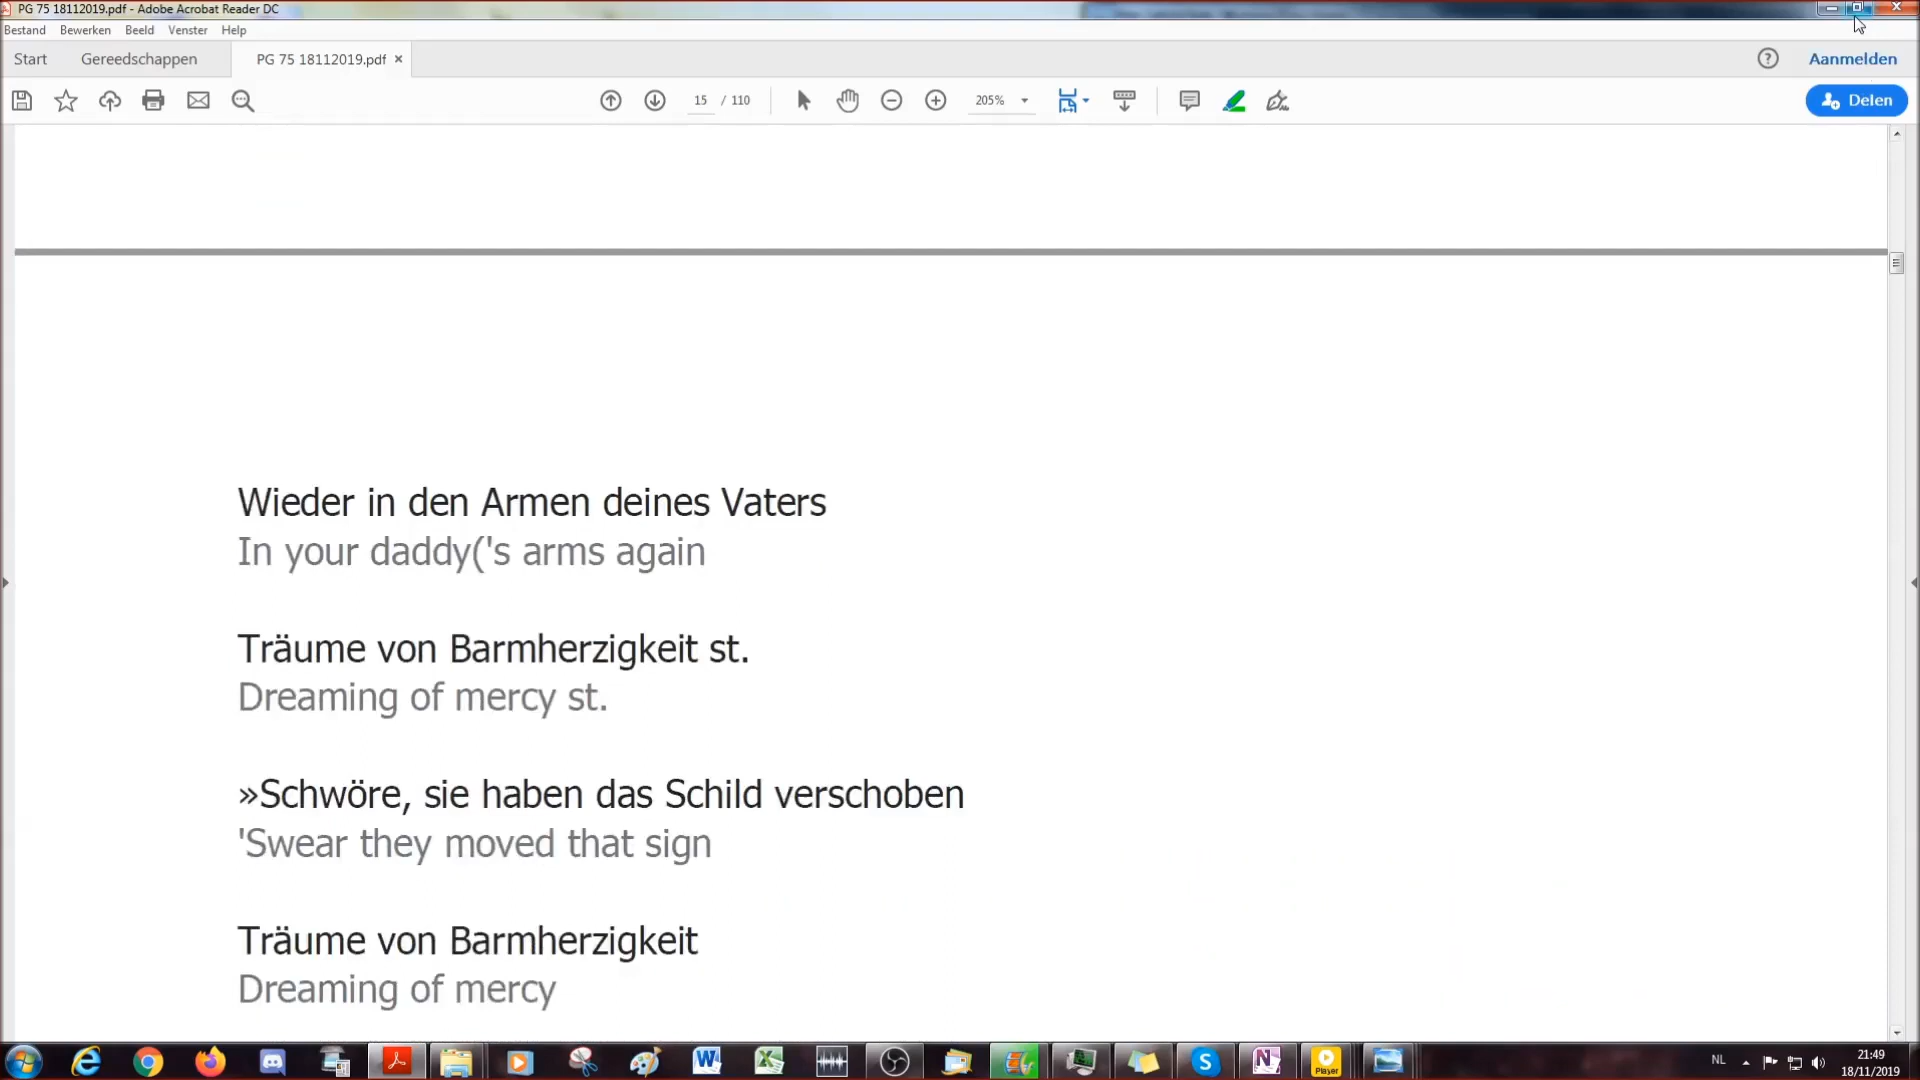 PG 75 18112019.pdf - Adobe Acrobat Reader DC
Bestand Bewerken Beeld Venster Help
Start Gereedschappen PG 75 18112019.pdf × Aanmelden
15 / 110 205% Delen
Wieder in den Armen deines Vaters
In your daddy('s arms again
Träume von Barmherzigkeit st.
Dreaming of mercy st.
»Schwöre, sie haben das Schild verschoben
'Swear they moved that sign
Träume von Barmherzigkeit
Dreaming of mercy
NL 21:49
18/11/2019
Player